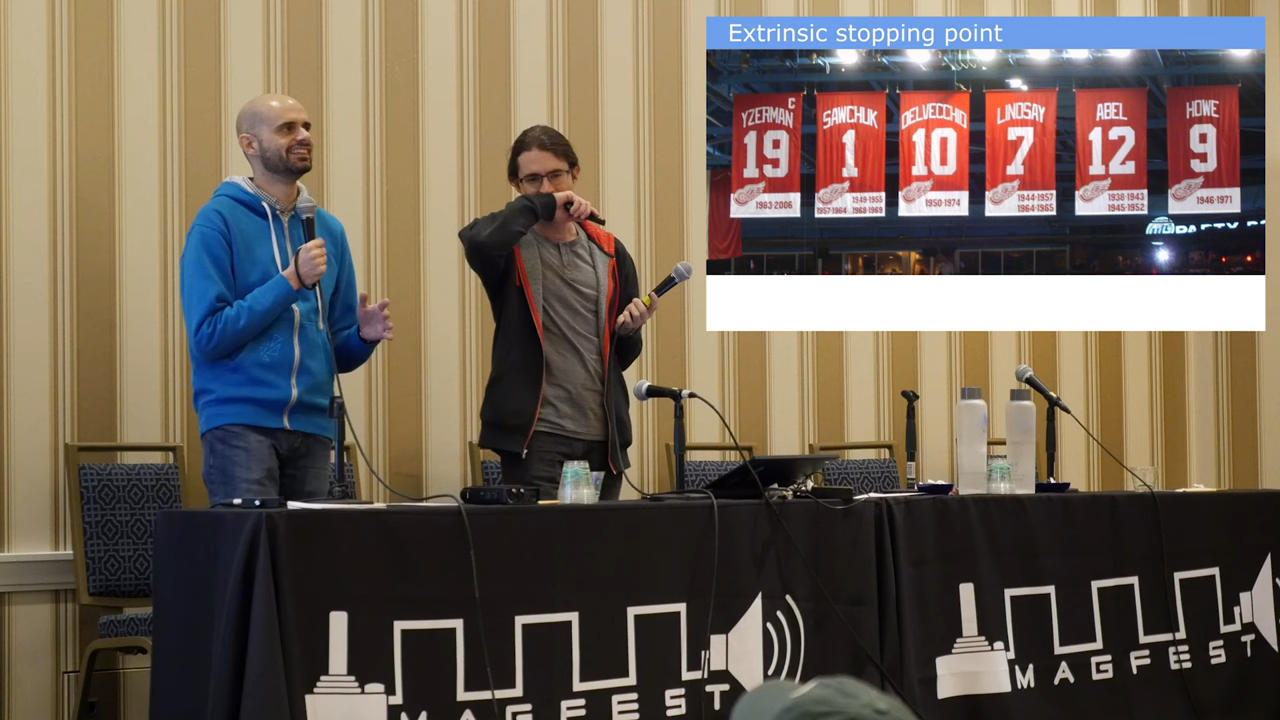 Extrinsic stopping point
C
YZERMAN
19
1983-2006
SAWCHUK
1
1949-1955
1957-1964 1968-1969
DELVECCHIO
10
1950-1974
LINDSAY
7
1944-1957
1964-1965
ABEL
12
1938-1943
1945-1952
HOWE
9
1946-1971
MAGFEST
MAGFEST